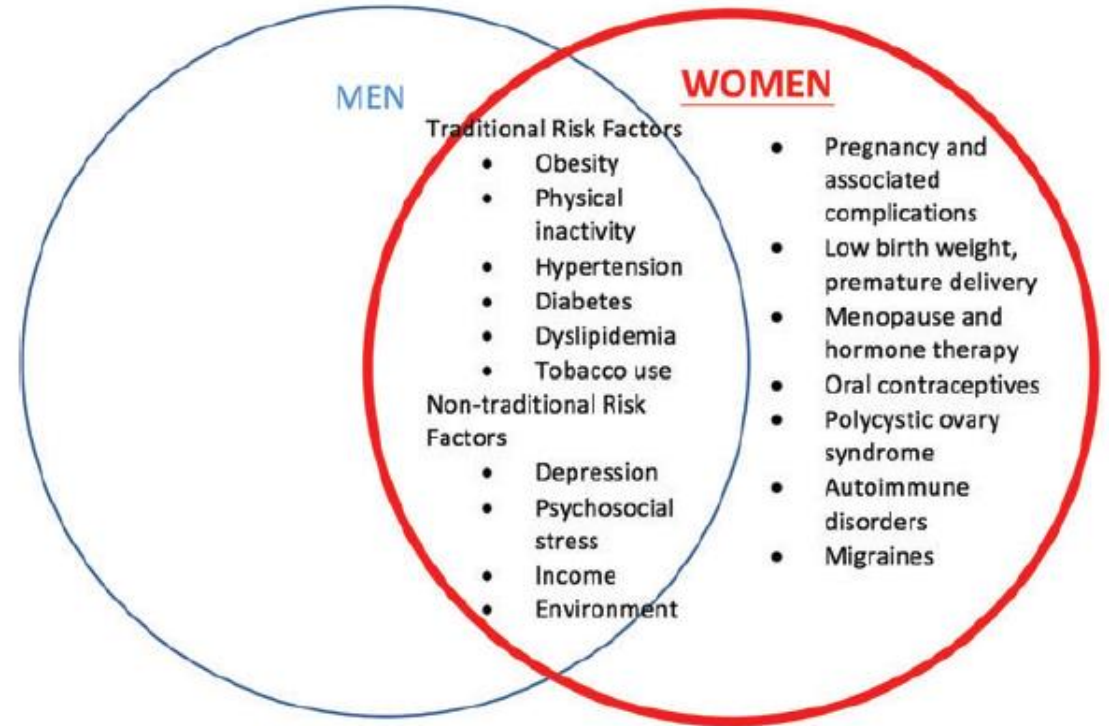 MEN
Traditional Risk Factors
• Obesity
• Physical
inactivity
• Hypertension
• Diabetes
• Dyslipidemia
• Tobacco use
Non-traditional Risk
Factors
• Depression
• Psychosocial
stress
• Income
• Environment
WOMEN
• Pregnancy and
associated
complications
• Low birth weight,
premature delivery
• Menopause and
hormone therapy
• Oral contraceptives
• Polycystic ovary
syndrome
• Autoimmune
disorders
• Migraines